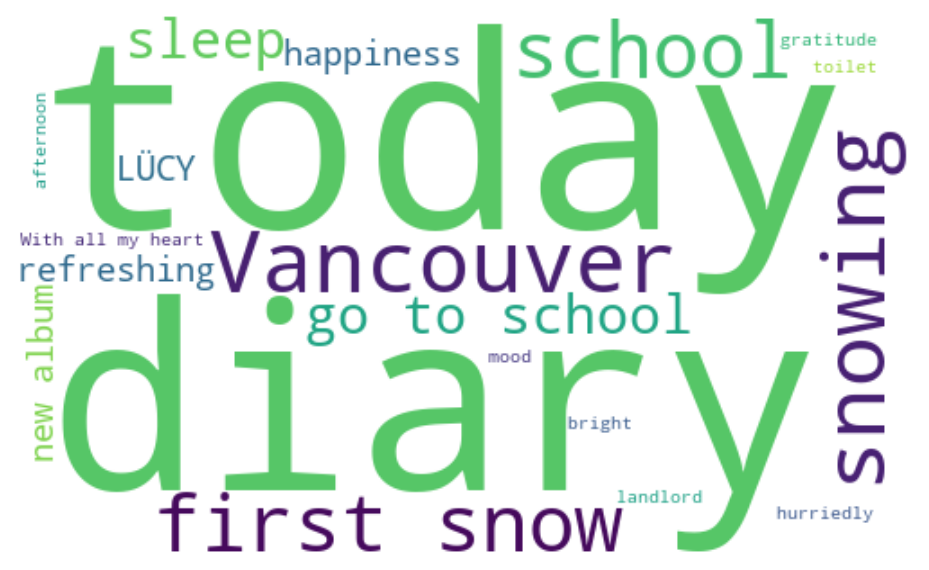 sleep
happiness
school
gratitude
toilet
today
afternoon
LÜCY
snowing
With all my heart
Vancouver
refreshing
new album
go to school
diary
mood
bright
first snow
landlord
hurriedly